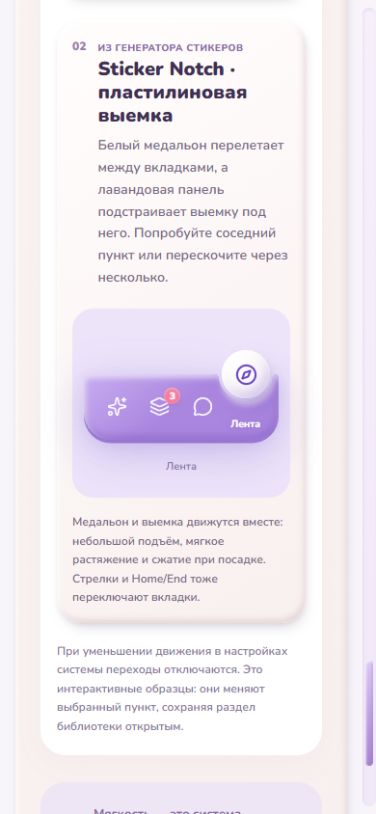 02 ИЗ ГЕНЕРАТОРА СТИКЕРОВ
Sticker Notch ·
пластилиновая
выемка
Белый медальон перелетает
между вкладками, а
лавандовая панель
подстраивает выемку под
него. Попробуйте соседний
пункт или перескочите через
несколько.
3
Лента
Лента
Медальон и выемка движутся вместе:
небольшой подъём, мягкое
растяжение и сжатие при посадке.
Стрелки и Home/End тоже
переключают вкладки.
При уменьшении движения в настройках
системы переходы отключаются. Это
интерактивные образцы: они меняют
выбранный пункт, сохраняя раздел
библиотеки открытым.
Мягкость — это система